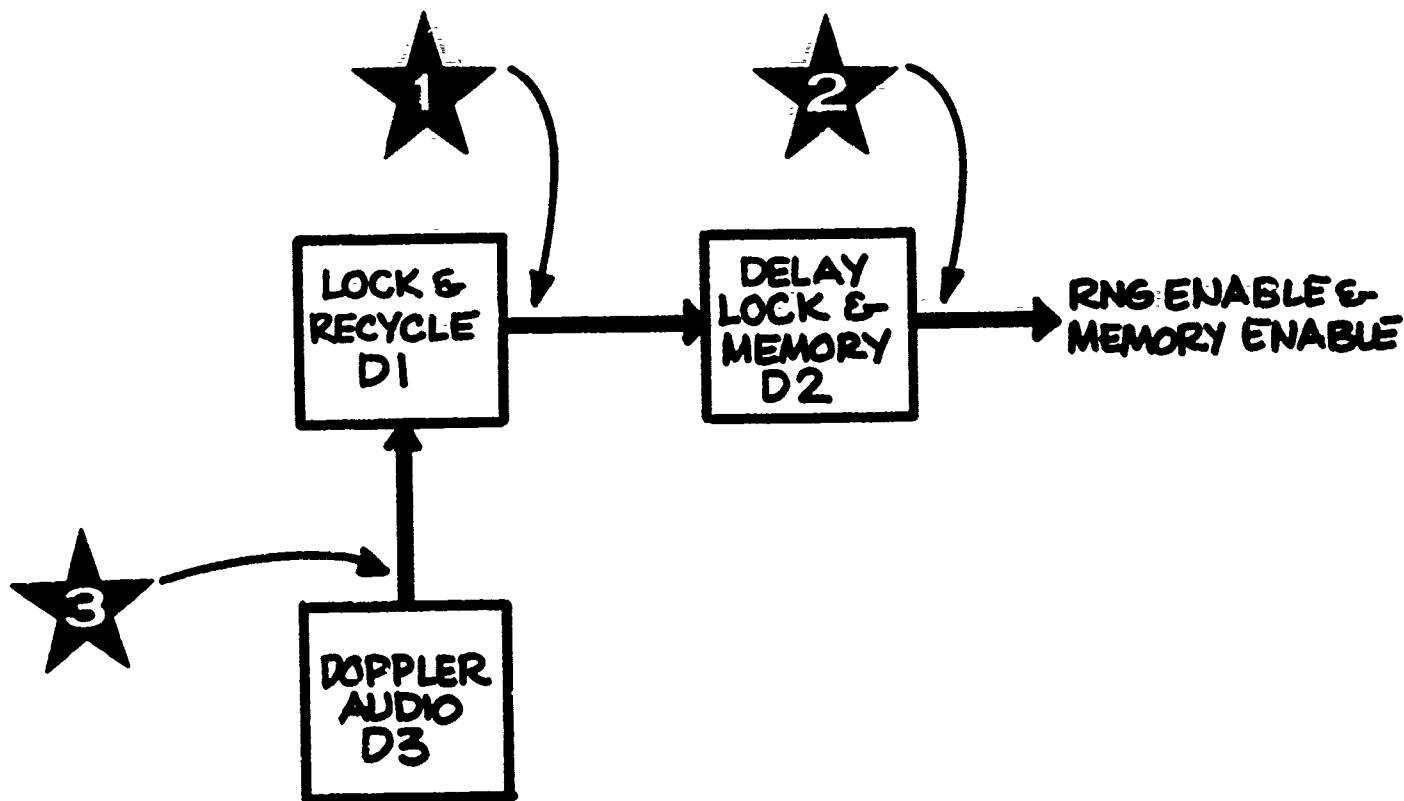 1
2
LOCK &
RECYCLE
D1
DELAY
LOCK &
MEMORY
D2
RNG ENABLE &
MEMORY ENABLE
3
DOPPLER
AUDIO
D3